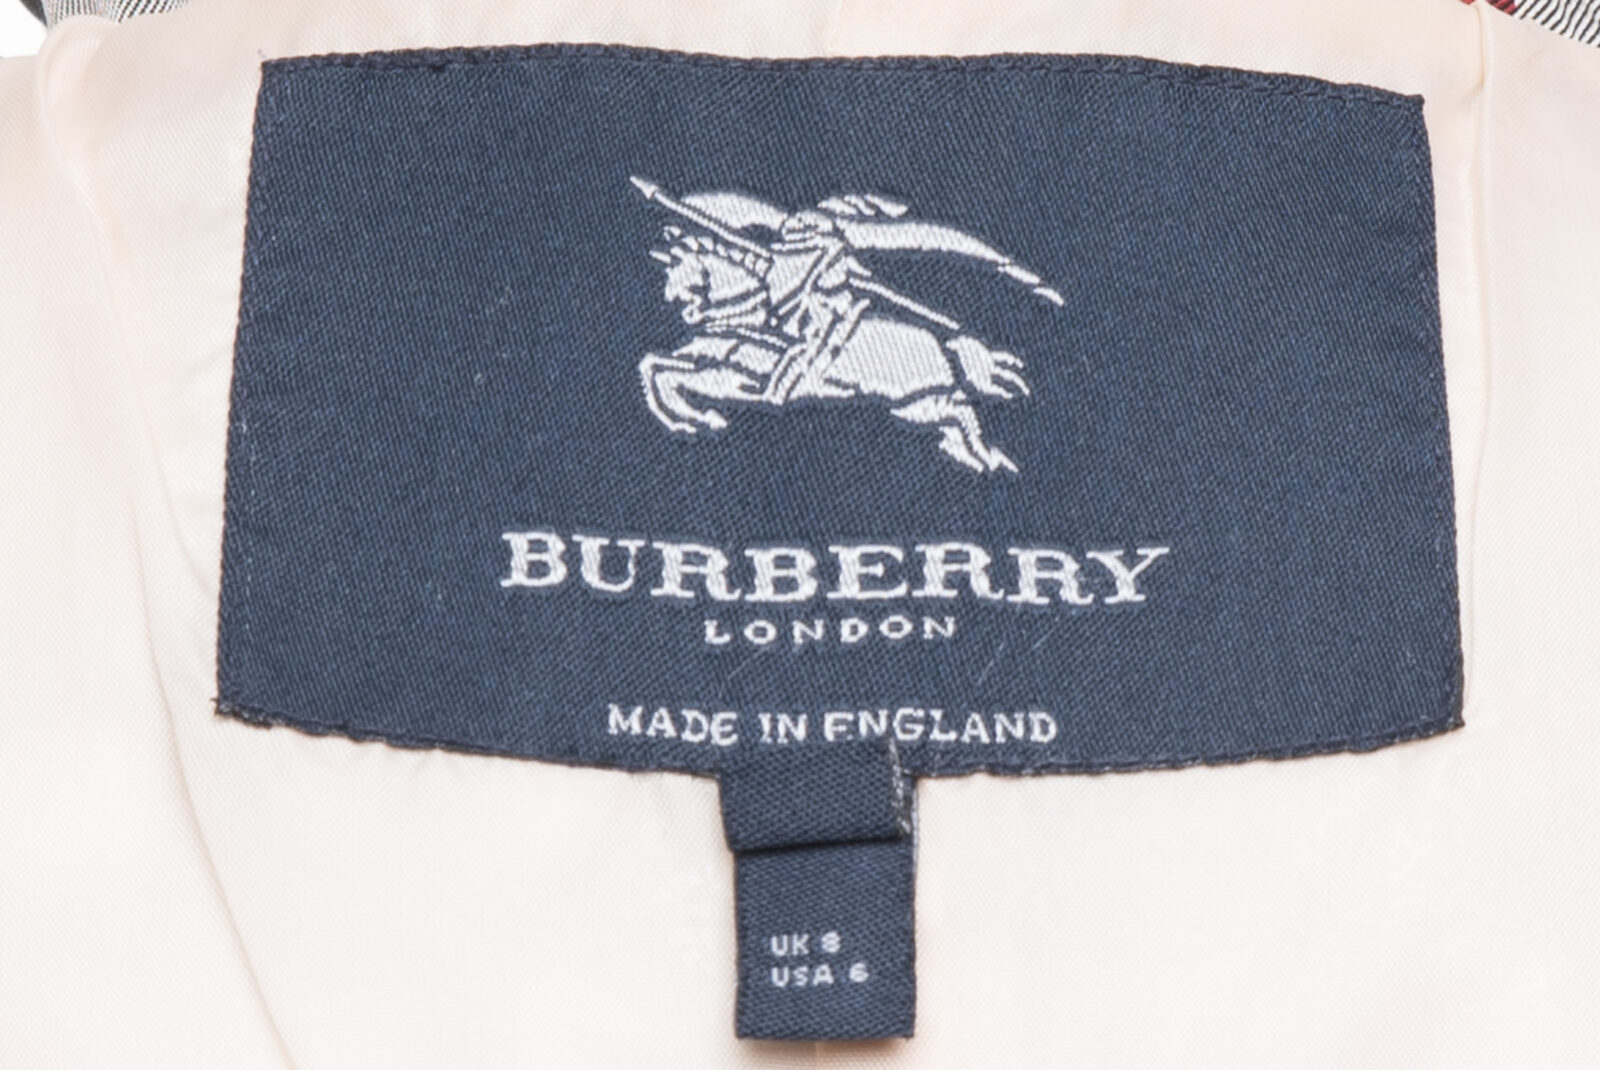 BURBERRY
LONDON
MADE IN ENGLAND
UK 8
USA 6